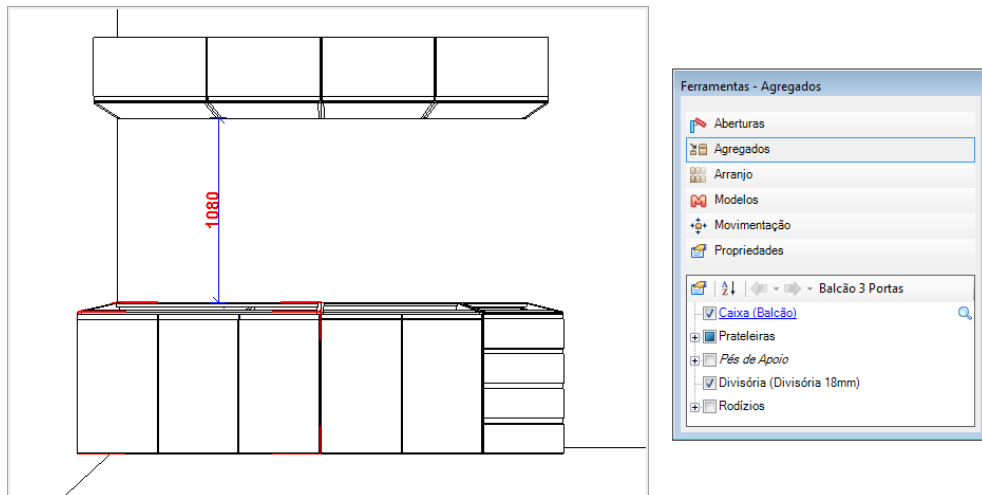 1080
Ferramentas - Agregados
Aberturas
Agregados
Arranjo
Modelos
Movimentação
Propriedades
Balcão 3 Portas
Caixa (Balcão)
Prateleiras
Pés de Apoio
Divisória (Divisória 18mm)
Rodízios